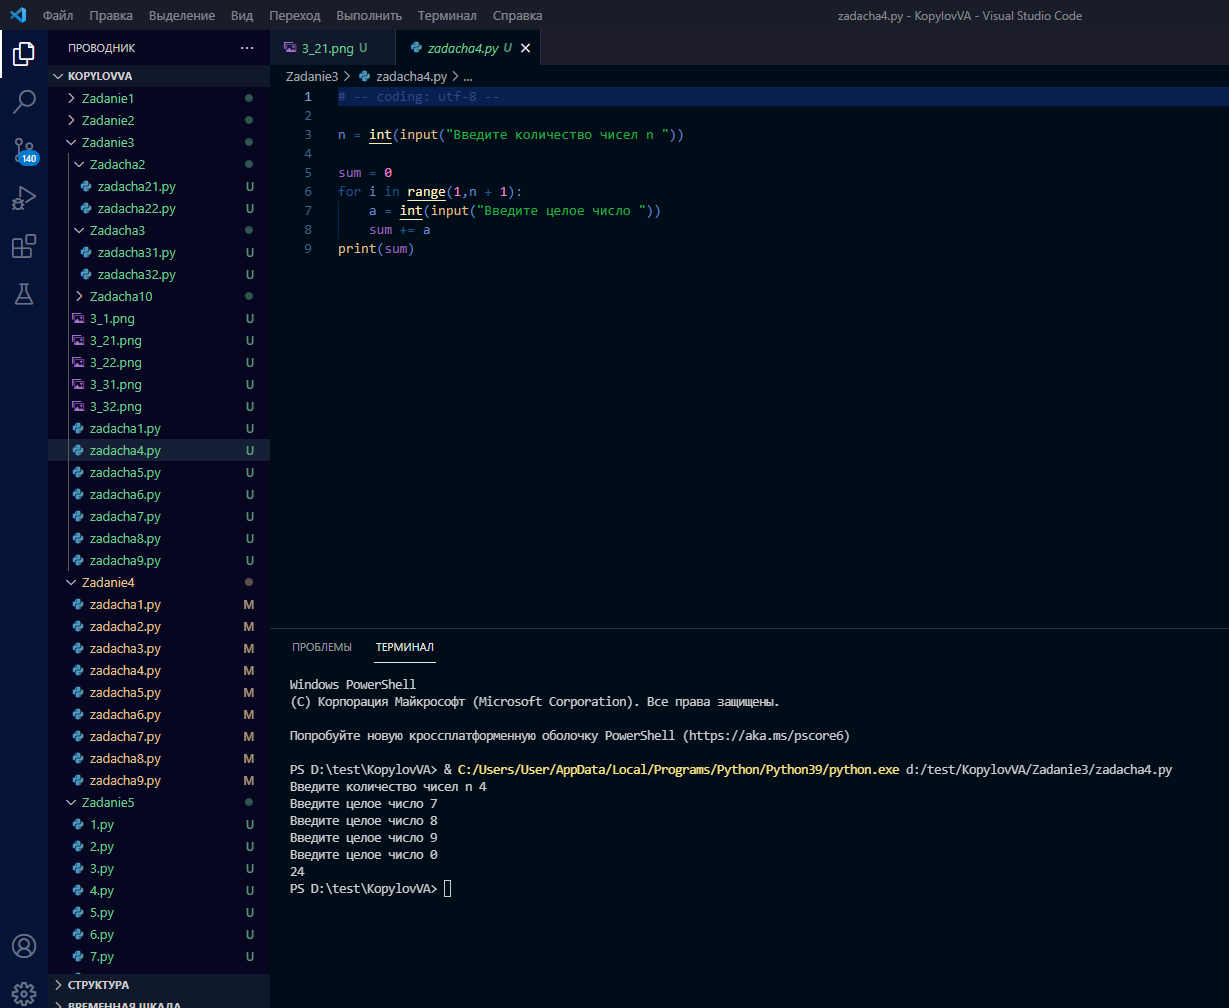 Файл Правка Выделение Вид Переход Выполнить Терминал Справка zadacha4.py - KopylovVA - Visual Studio Code
ПРОВОДНИК ···
KOPYLOVVA
Zadanie1
Zadanie2
Zadanie3
Zadacha2
zadacha21.py U
zadacha22.py U
Zadacha3
zadacha31.py U
zadacha32.py U
Zadacha10
3_1.png U
3_21.png U
3_22.png U
3_31.png U
3_32.png U
zadacha1.py U
zadacha4.py U
zadacha5.py U
zadacha6.py U
zadacha7.py U
zadacha8.py U
zadacha9.py U
Zadanie4
zadacha1.py M
zadacha2.py M
zadacha3.py M
zadacha4.py M
zadacha5.py M
zadacha6.py M
zadacha7.py M
zadacha8.py M
zadacha9.py M
Zadanie5
1.py U
2.py U
3.py U
4.py U
5.py U
6.py U
7.py U
СТРУКТУРА
ВРЕМЕННАЯ ШКАЛА
140
3_21.png U zadacha4.py U
Zadanie3 > zadacha4.py > ...
1 # -- coding: utf-8 --
2
3 n = int(input("Введите количество чисел n "))
4
5 sum = 0
6 for i in range(1,n + 1):
7 a = int(input("Введите целое число "))
8 sum += a
9 print(sum)
ПРОБЛЕМЫ ТЕРМИНАЛ
Windows PowerShell
(C) Корпорация Майкрософт (Microsoft Corporation). Все права защищены.
Попробуйте новую кроссплатформенную оболочку PowerShell (https://aka.ms/pscore6)
PS D:\test\KopylovVA> & C:/Users/User/AppData/Local/Programs/Python/Python39/python.exe d:/test/KopylovVA/Zadanie3/zadacha4.py
Введите количество чисел n 4
Введите целое число 7
Введите целое число 8
Введите целое число 9
Введите целое число 0
24
PS D:\test\KopylovVA>